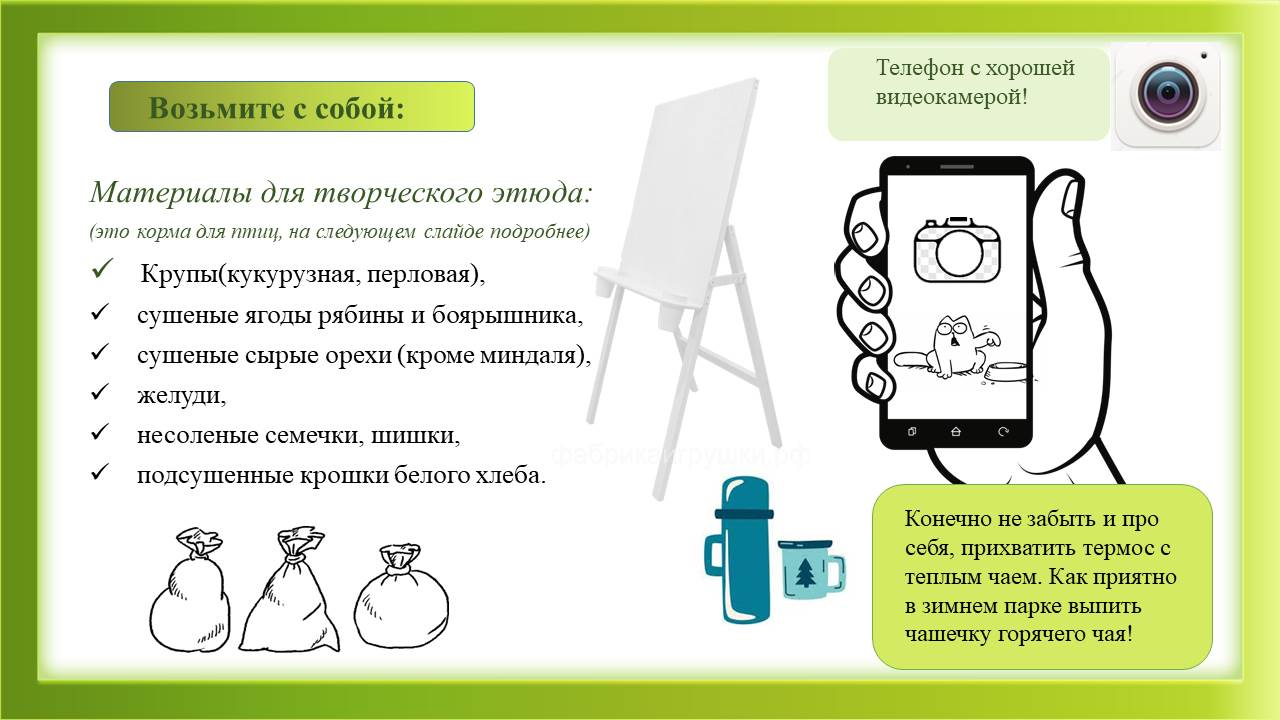 Возьмите с собой:
Материалы для творческого этюда:
(это корма для птиц, на следующем слайде подробнее)
Крупы(кукурузная, перловая),
сушеные ягоды рябины и боярышника,
сушеные сырые орехи (кроме миндаля),
желуди,
несоленые семечки, шишки,
подсушенные крошки белого хлеба.
фабрикаигрушки.рф
Телефон с хорошей
видеокамерой!
Конечно не забыть и про
себя, прихватить термос с
теплым чаем. Как приятно
в зимнем парке выпить
чашечку горячего чая!